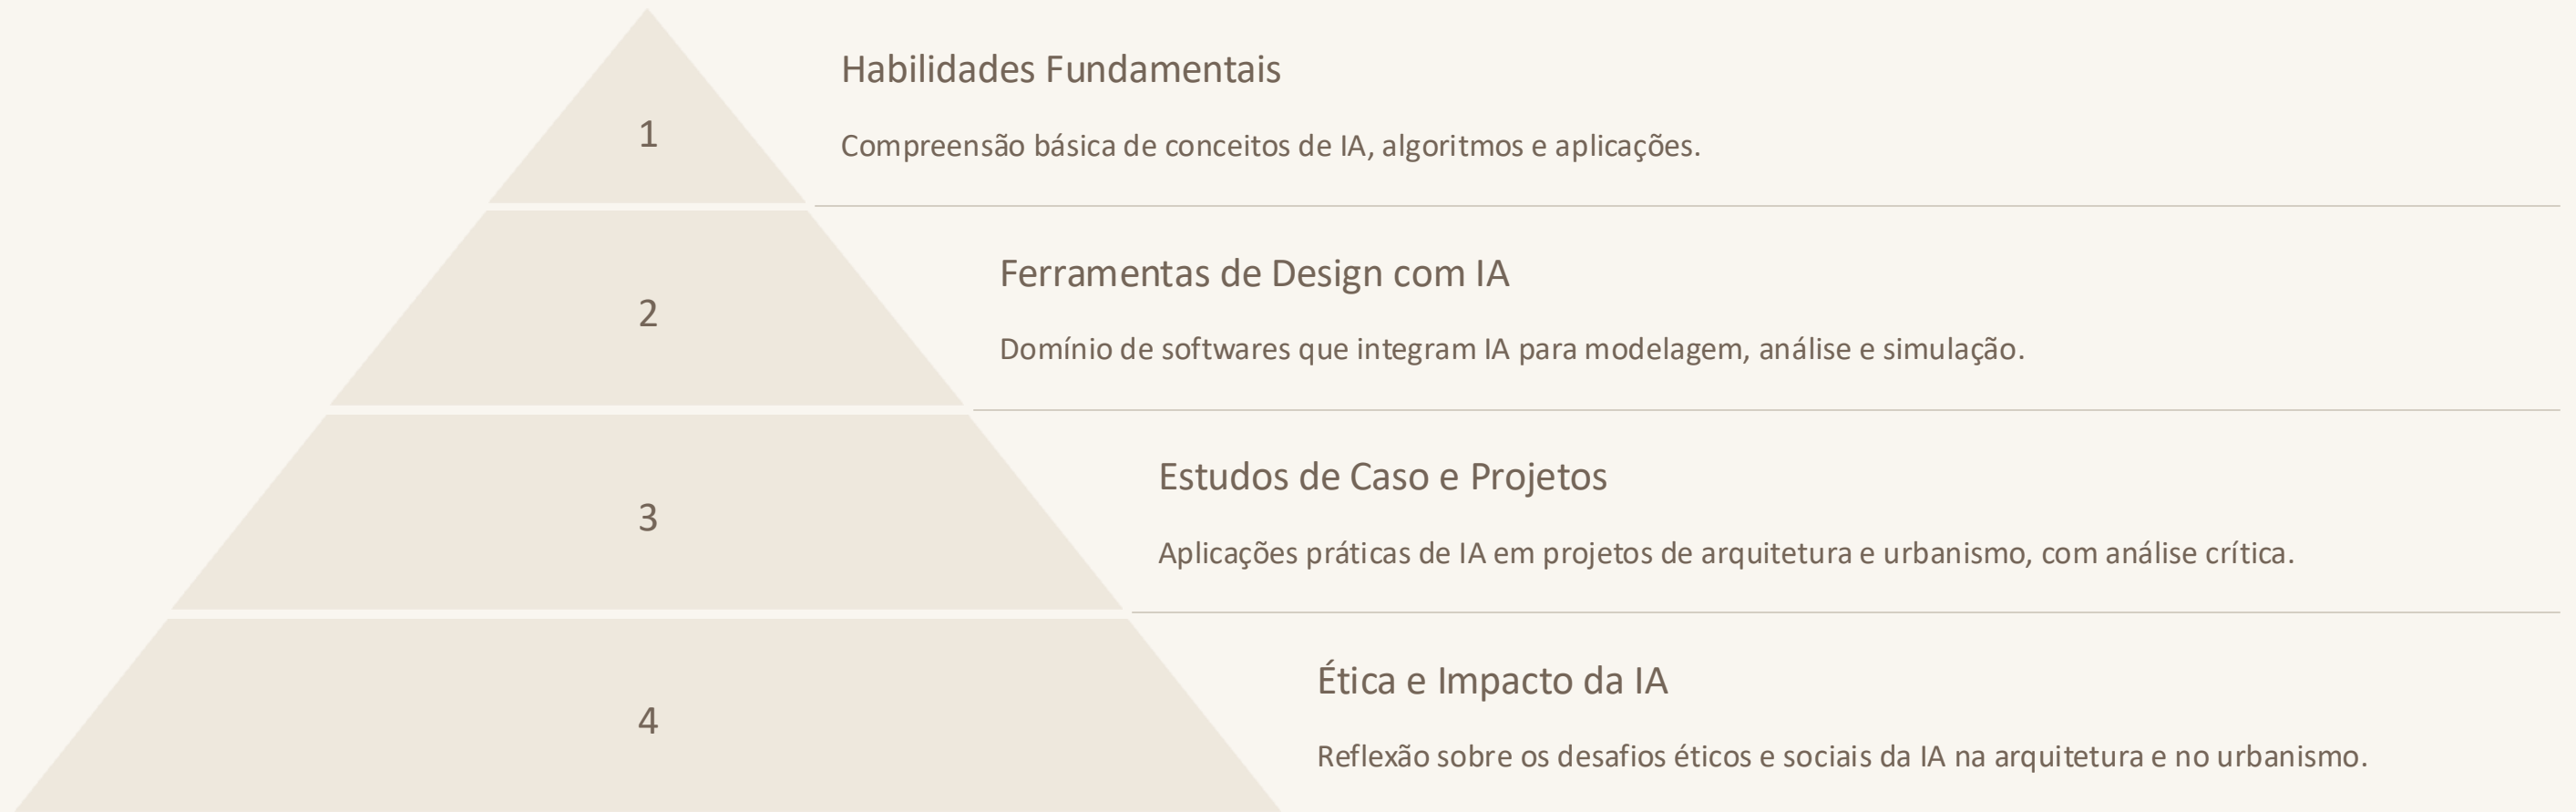 1
Habilidades Fundamentais
Compreensão básica de conceitos de IA, algoritmos e aplicações.
2
Ferramentas de Design com IA
Domínio de softwares que integram IA para modelagem, análise e simulação.
3
Estudos de Caso e Projetos
Aplicações práticas de IA em projetos de arquitetura e urbanismo, com análise crítica.
4
Ética e Impacto da IA
Reflexão sobre os desafios éticos e sociais da IA na arquitetura e no urbanismo.